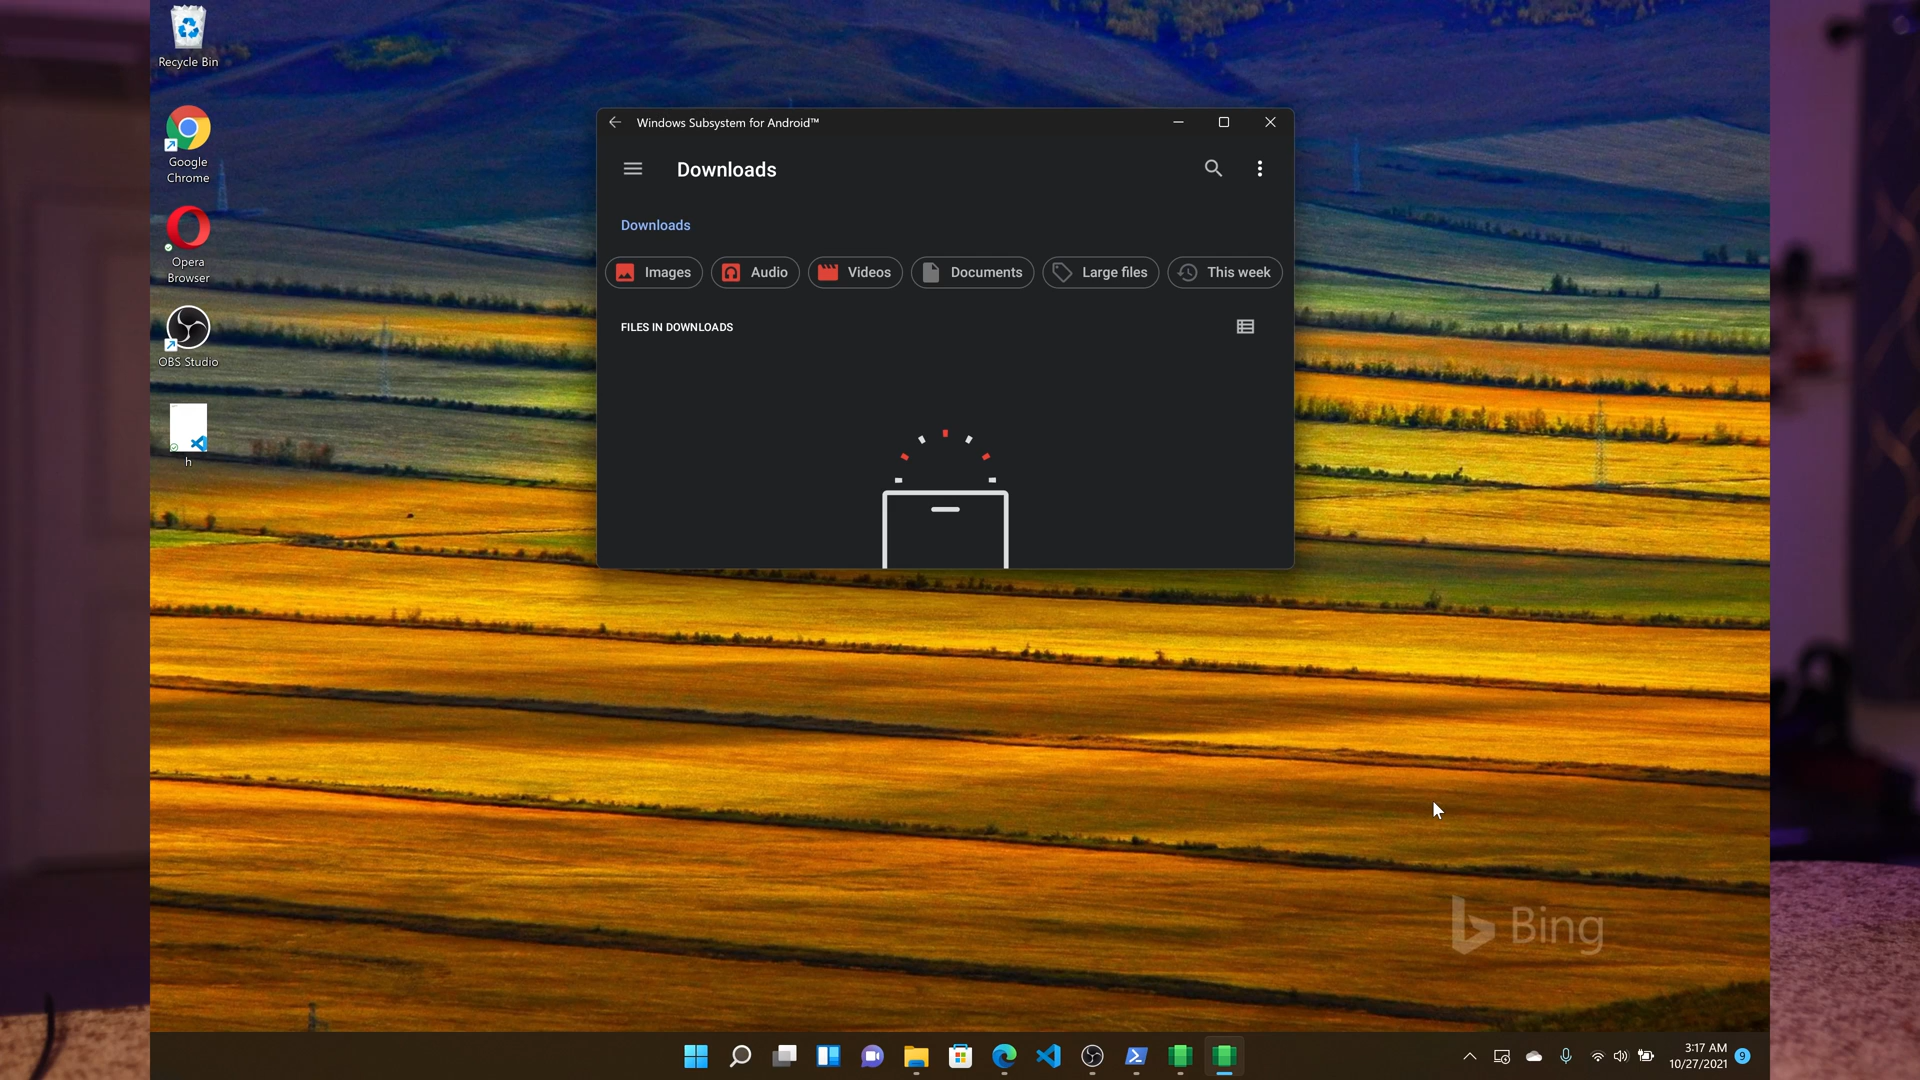 Recycle Bin
Google
Chrome
Opera
Browser
OBS Studio
h
Windows Subsystem for Android™
Downloads
Downloads
Images
Audio
Videos
Documents
Large files
This week
FILES IN DOWNLOADS
Bing
3:17 AM
10/27/2021
9